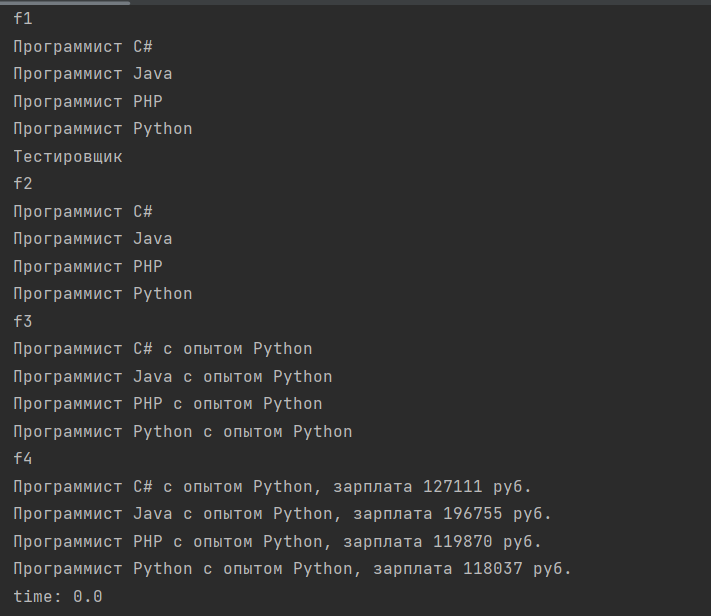 f1
Программист C#
Программист Java
Программист PHP
Программист Python
Тестировщик
f2
Программист C#
Программист Java
Программист PHP
Программист Python
f3
Программист C# с опытом Python
Программист Java с опытом Python
Программист PHP с опытом Python
Программист Python с опытом Python
f4
Программист C# с опытом Python, зарплата 127111 руб.
Программист Java с опытом Python, зарплата 196755 руб.
Программист PHP с опытом Python, зарплата 119870 руб.
Программист Python с опытом Python, зарплата 118037 руб.
time: 0.0